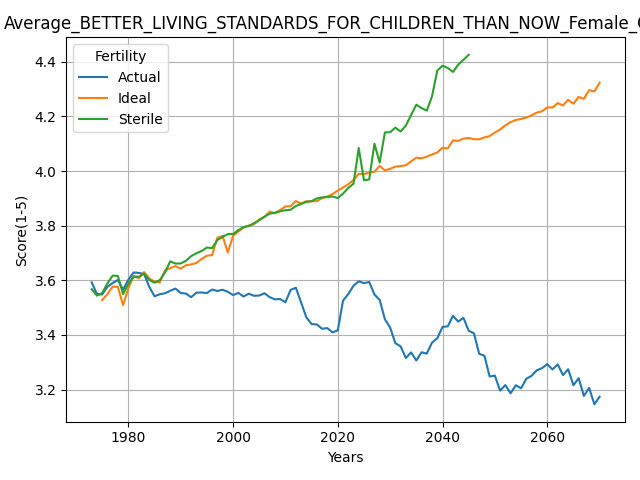 Average_BETTER_LIVING_STANDARDS_FOR_CHILDREN_THAN_NOW_Female_
Fertility
Actual
Ideal
Sterile
Score(1-5)
4.4
4.2
4.0
3.8
3.6
3.4
3.2
1980 2000 2020 2040 2060
Years